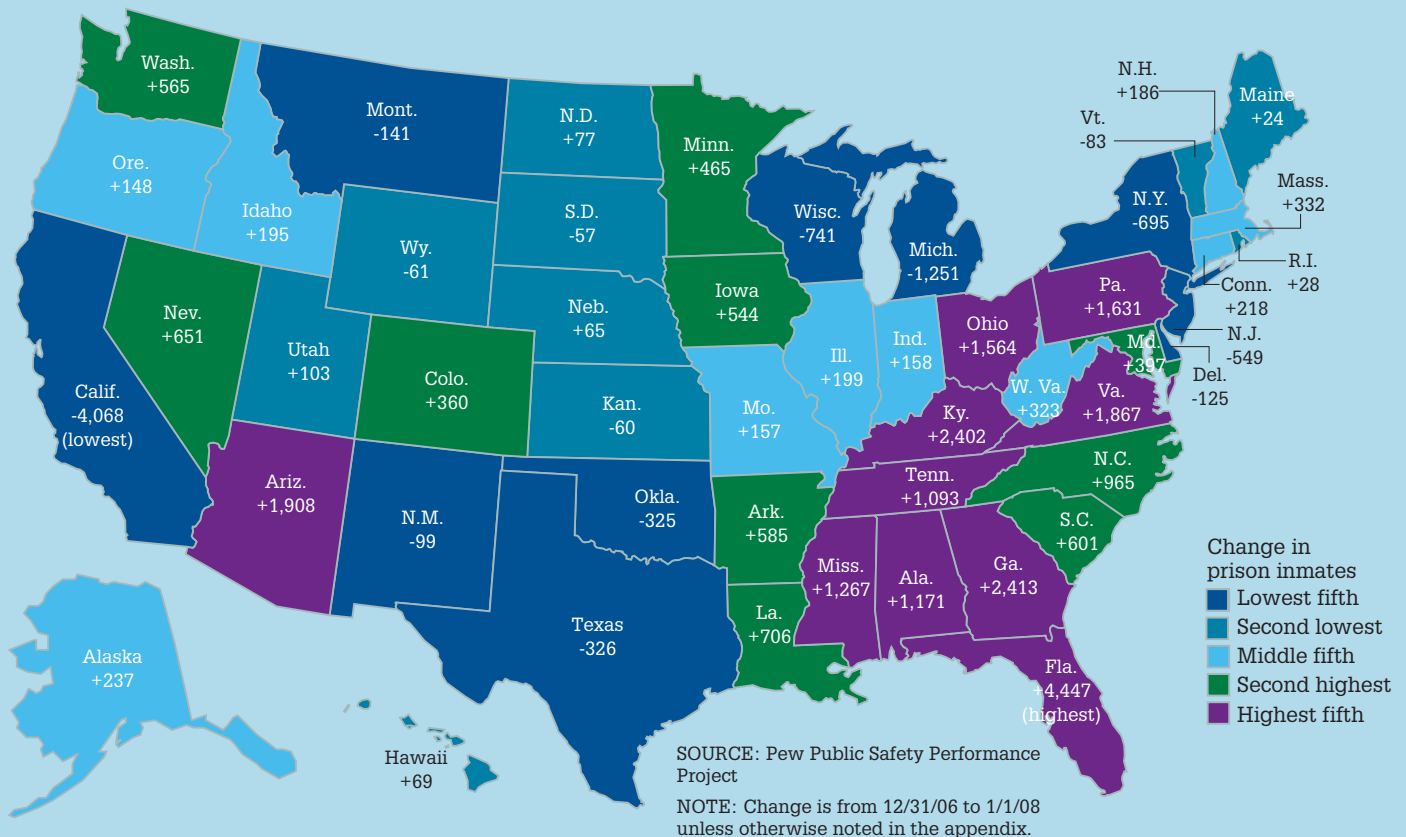 Wash.
+565
Ore.
+148
Idaho
+195
Mont.
-141
N.D.
+77
S.D.
-57
Wy.
-61
Neb.
+65
Minn.
+465
Iowa
+544
Wisc.
-741
Mich.
-1,251
N.H.
+186
Vt.
-83
Maine
+24
Mass.
+332
N.Y.
-695
R.I.
+28
Conn.
+218
N.J.
-549
Del.
-125
Pa.
+1,631
Ohio
+1,564
Md.
+397
Ind.
+158
Ill.
+199
W. Va.
+323
Va.
+1,867
Ky.
+2,402
Calif.
-4,068
(lowest)
Nev.
+651
Utah
+103
Colo.
+360
Kan.
-60
Mo.
+157
Ariz.
+1,908
N.M.
-99
Okla.
-325
Ark.
+585
Tenn.
+1,093
N.C.
+965
S.C.
+601
Texas
-326
La.
+706
Miss.
+1,267
Ala.
+1,171
Ga.
+2,413
Fla.
+4,447
(highest)
Alaska
+237
Hawaii
+69
Change in
prison inmates
Lowest fifth
Second lowest
Middle fifth
Second highest
Highest fifth
SOURCE: Pew Public Safety Performance
Project
NOTE: Change is from 12/31/06 to 1/1/08
unless otherwise noted in the appendix.